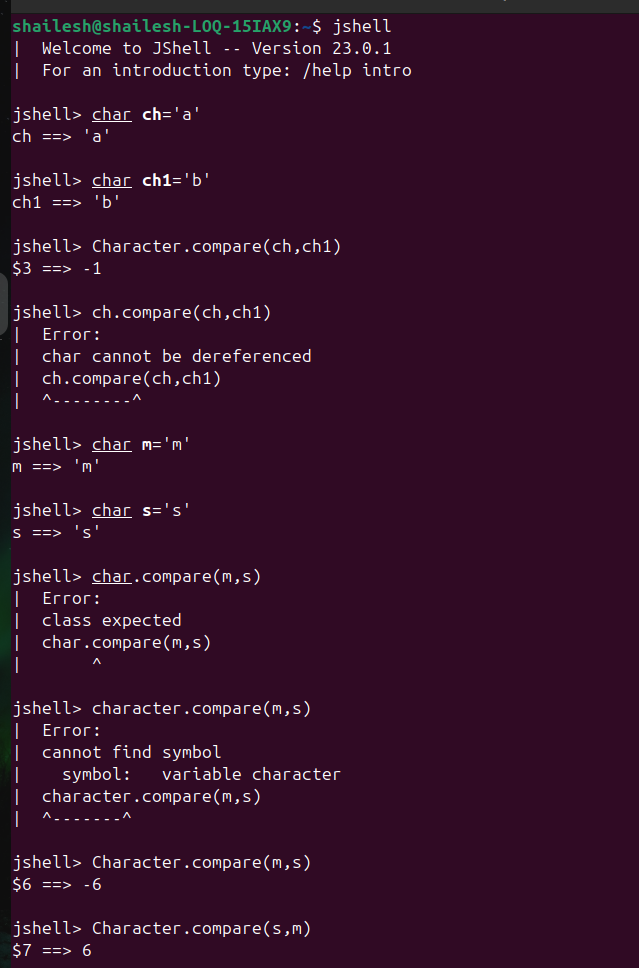 shailesh@shailesh-LOQ-15IAX9:~$ jshell
|  Welcome to JShell -- Version 23.0.1
|  For an introduction type: /help intro

jshell> char ch='a'
ch ==> 'a'

jshell> char ch1='b'
ch1 ==> 'b'

jshell> Character.compare(ch,ch1)
$3 ==> -1

jshell> ch.compare(ch,ch1)
|  Error:
|  char cannot be dereferenced
|  ch.compare(ch,ch1)
|  ^--------^

jshell> char m='m'
m ==> 'm'

jshell> char s='s'
s ==> 's'

jshell> char.compare(m,s)
|  Error:
|  class expected
|  char.compare(m,s)
|       ^

jshell> character.compare(m,s)
|  Error:
|  cannot find symbol
|    symbol:   variable character
|  character.compare(m,s)
|  ^-------^

jshell> Character.compare(m,s)
$6 ==> -6

jshell> Character.compare(s,m)
$7 ==> 6